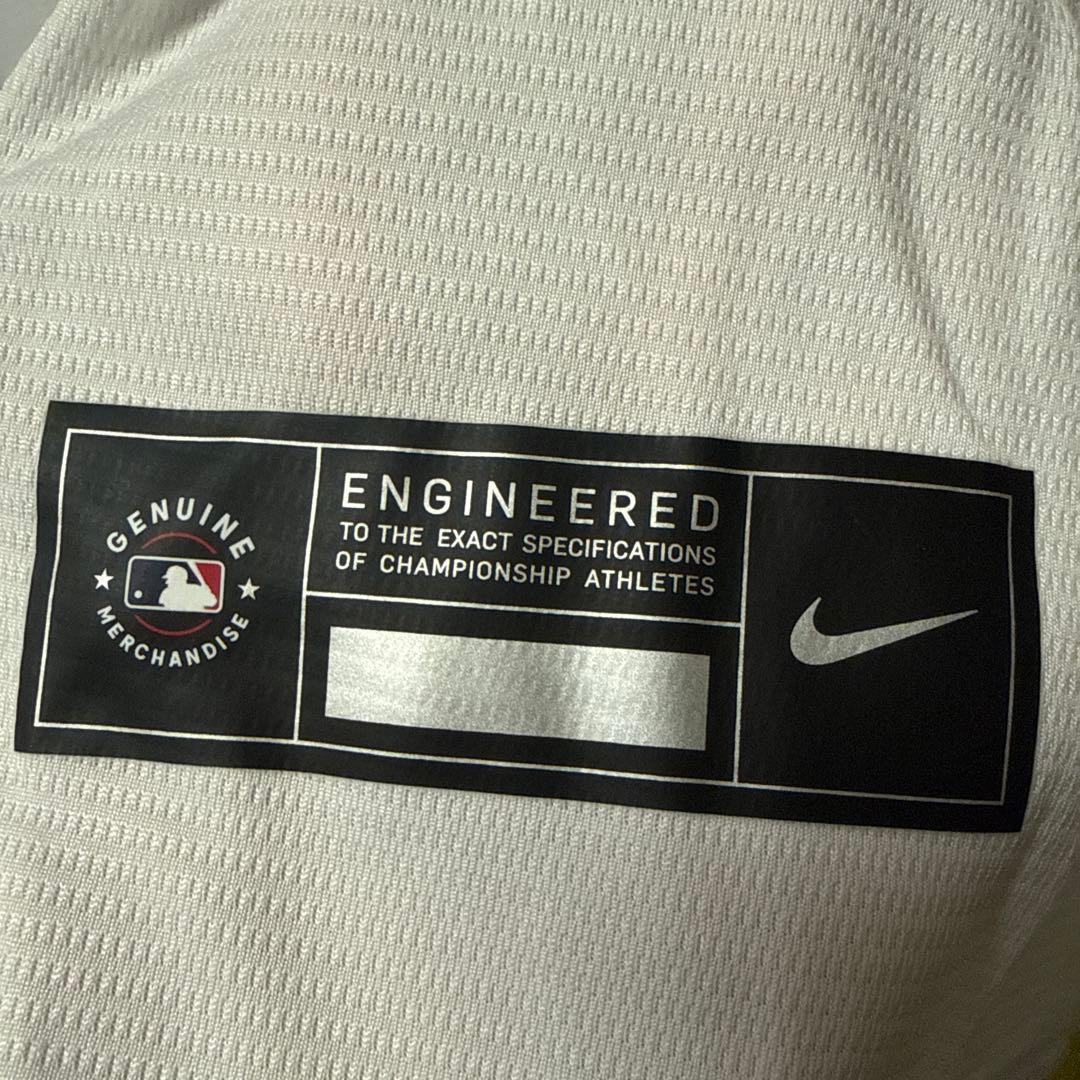 GENUINE
MERCHANDISE
ENGINEERED
TO THE EXACT SPECIFICATIONS
OF CHAMPIONSHIP ATHLETES